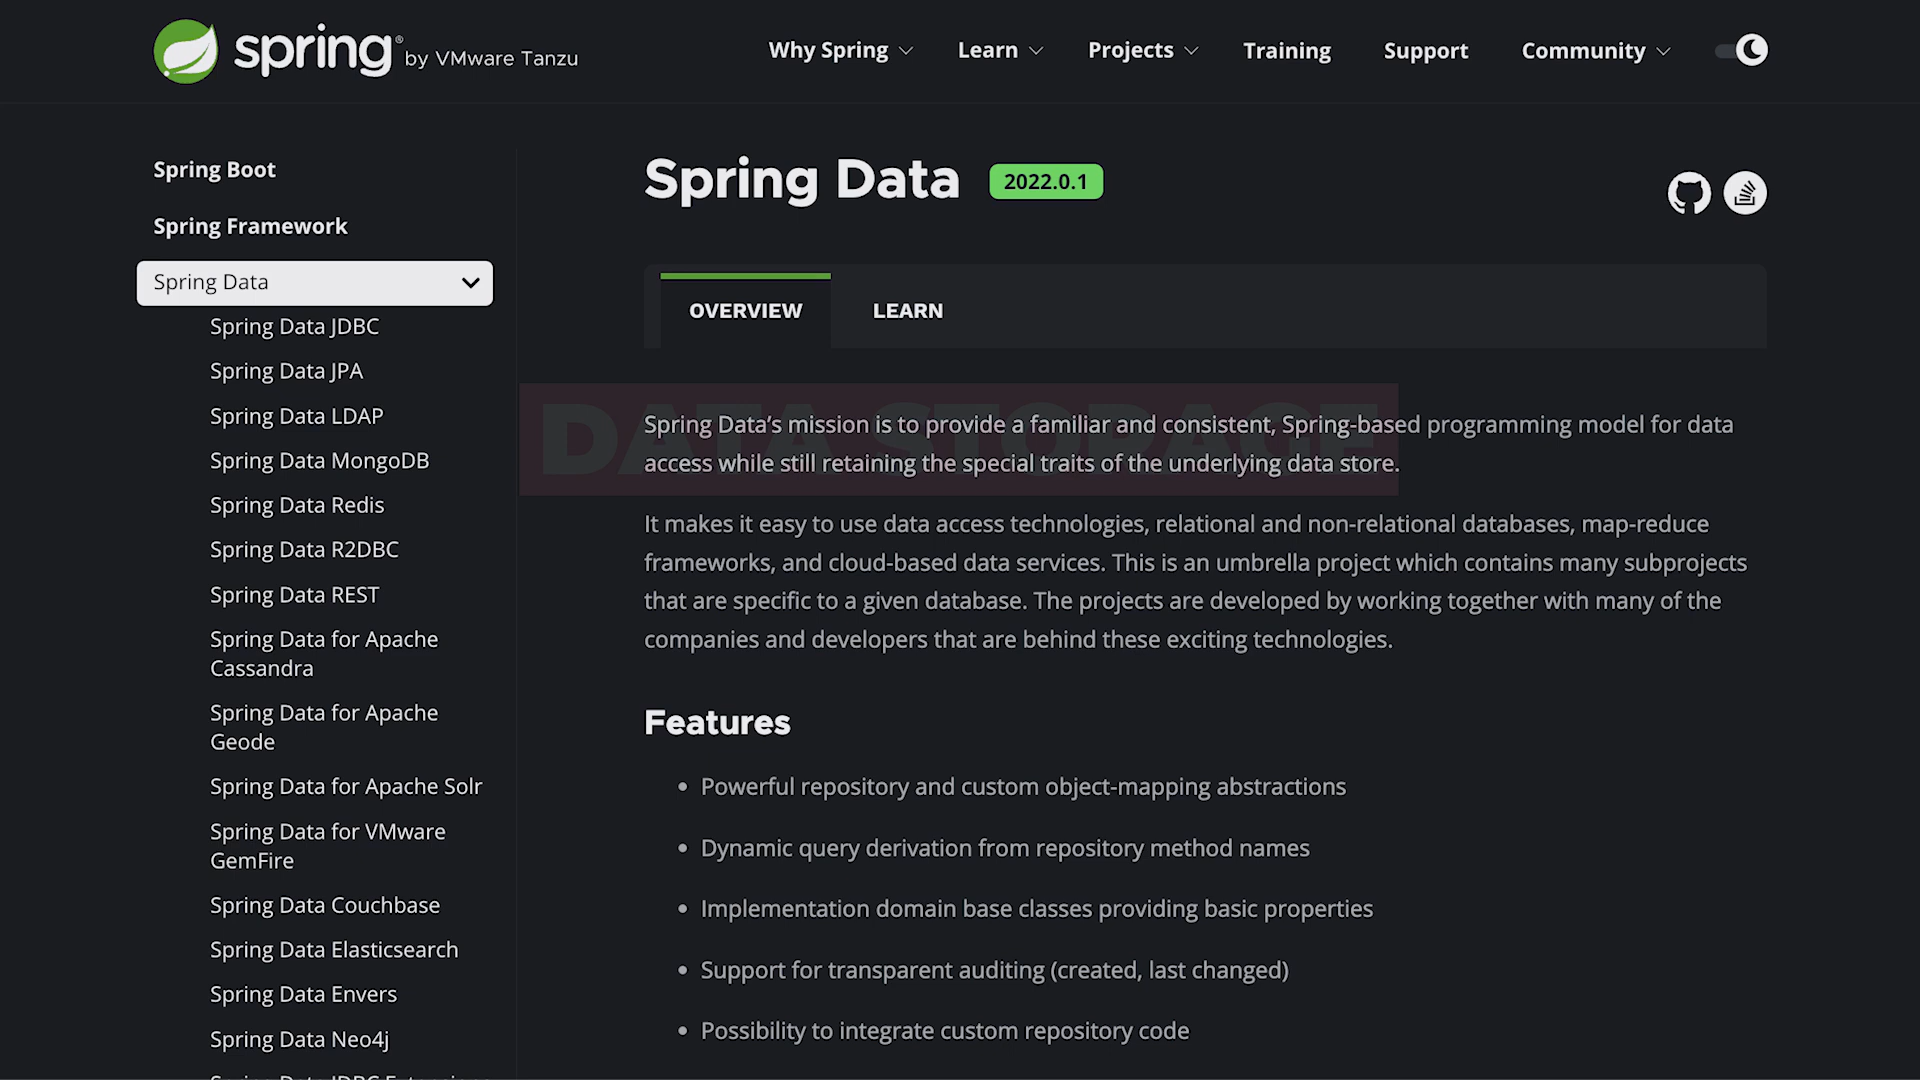 spring® by VMware Tanzu
Why Spring
Learn
Projects
Training
Support
Community
Spring Boot
Spring Framework
Spring Data
Spring Data JDBC
Spring Data JPA
Spring Data LDAP
Spring Data MongoDB
Spring Data Redis
Spring Data R2DBC
Spring Data REST
Spring Data for Apache
Cassandra
Spring Data for Apache
Geode
Spring Data for Apache Solr
Spring Data for VMware
GemFire
Spring Data Couchbase
Spring Data Elasticsearch
Spring Data Envers
Spring Data Neo4j
Spring Data JDBC Extensions
Spring Data 2022.0.1
OVERVIEW
LEARN
DATA STORAGE
Spring Data’s mission is to provide a familiar and consistent, Spring-based programming model for data
access while still retaining the special traits of the underlying data store.
It makes it easy to use data access technologies, relational and non-relational databases, map-reduce
frameworks, and cloud-based data services. This is an umbrella project which contains many subprojects
that are specific to a given database. The projects are developed by working together with many of the
companies and developers that are behind these exciting technologies.
Features
• Powerful repository and custom object-mapping abstractions
• Dynamic query derivation from repository method names
• Implementation domain base classes providing basic properties
• Support for transparent auditing (created, last changed)
• Possibility to integrate custom repository code